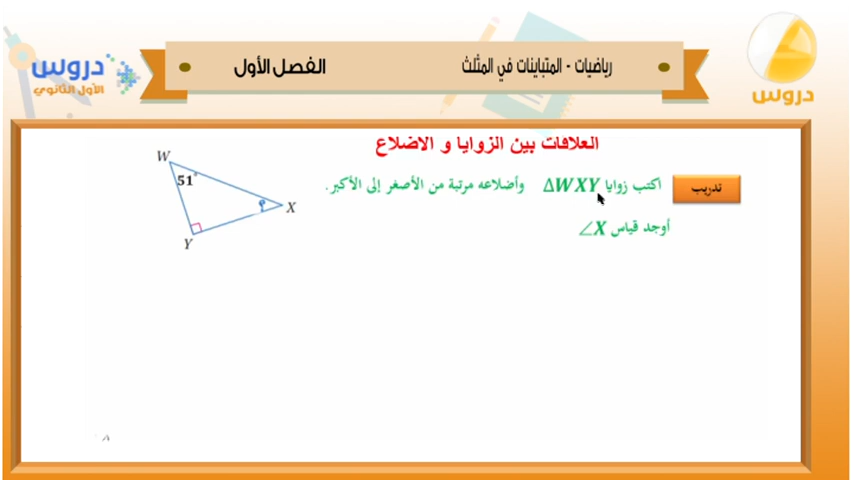 دروس
الأول الثانوي
الفصل الأول
رياضيات - المتباينات في المثلث
دروس
العلاقات بين الزوايا و الاضلاع
تدريب
اكتب زوايا ΔWXY وأضلاعه مرتبة من الأصغر إلى الأكبر.
أوجد قياس ∠X
W
51°
؟
X
Y